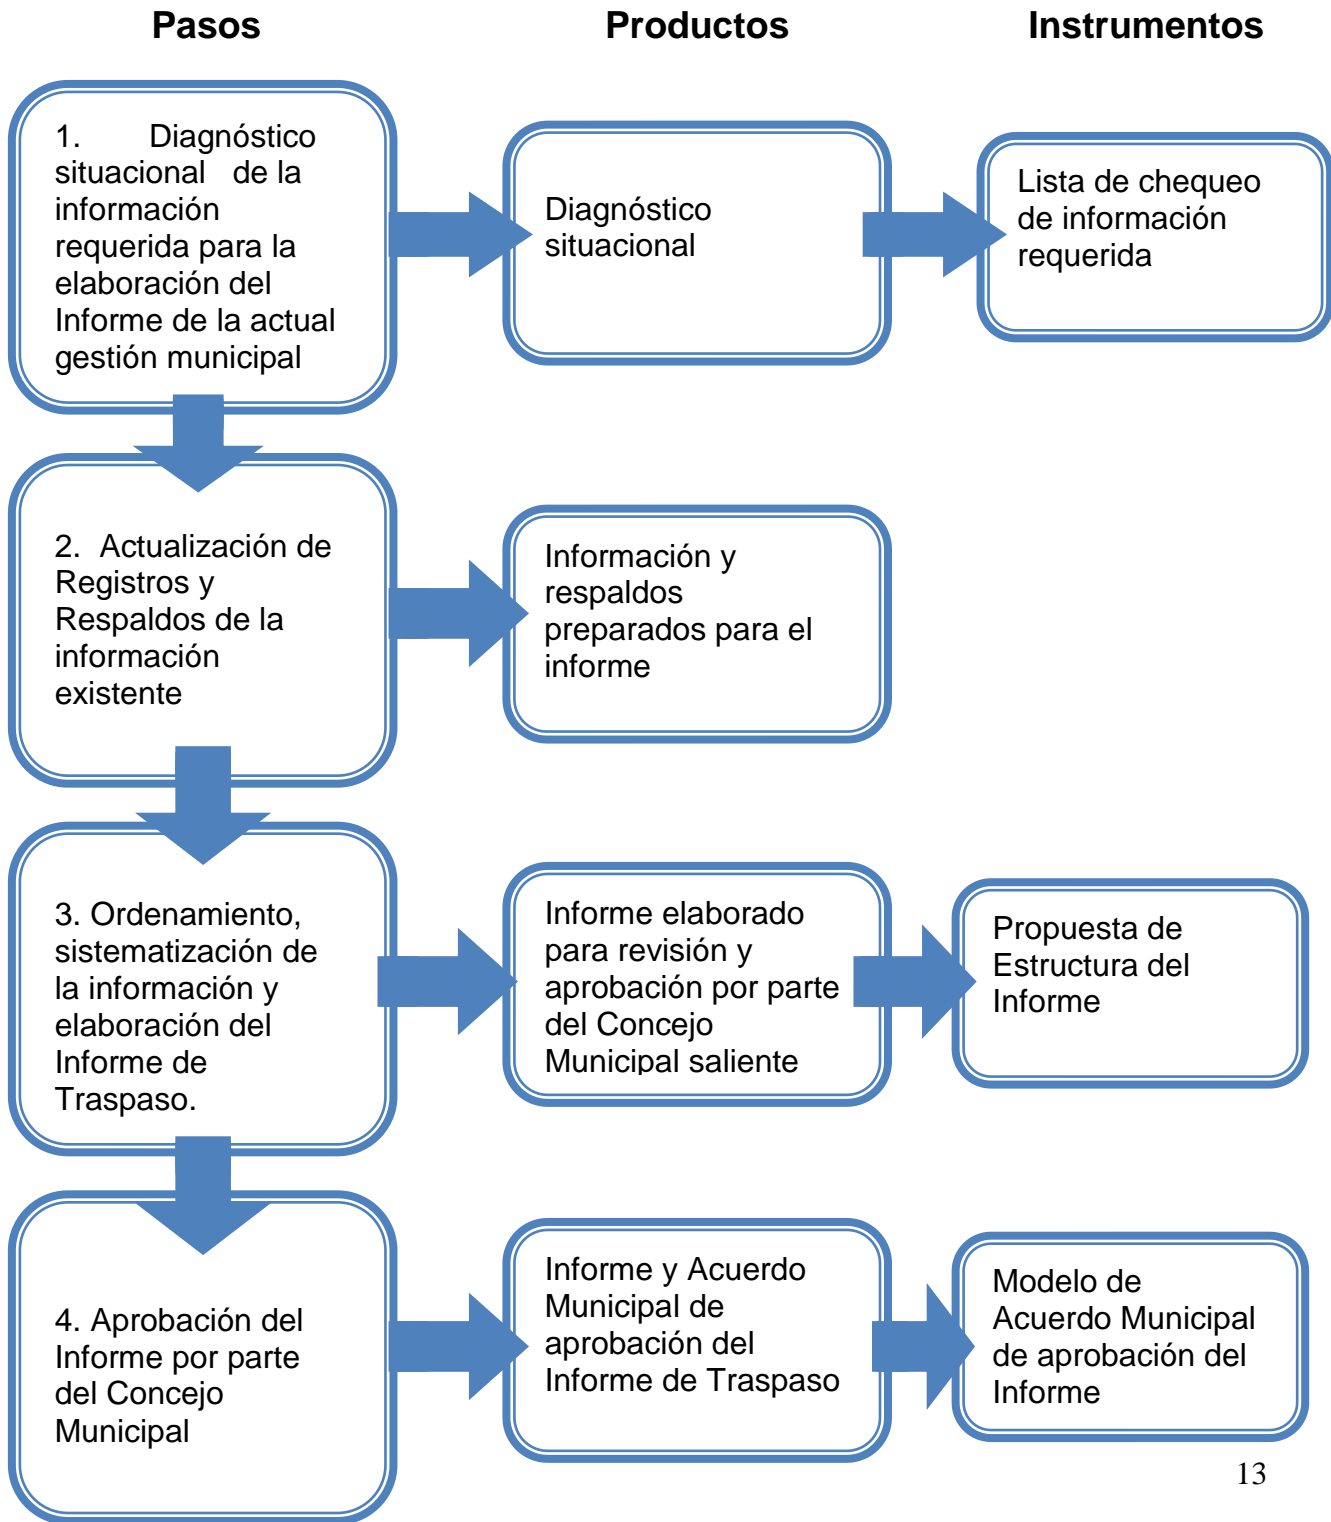 Pasos
Productos
Instrumentos
1. Diagnóstico
situacional de la
información
requerida para la
elaboración del
Informe de la actual
gestión municipal
Diagnóstico
situacional
Lista de chequeo
de información
requerida
2. Actualización de
Registros y
Respaldos de la
información
existente
Información y
respaldos
preparados para el
informe
3. Ordenamiento,
sistematización de
la información y
elaboración del
Informe de
Traspaso.
Informe elaborado
para revisión y
aprobación por parte
del Concejo
Municipal saliente
Propuesta de
Estructura del
Informe
4. Aprobación del
Informe por parte
del Concejo
Municipal
Informe y Acuerdo
Municipal de
aprobación del
Informe de Traspaso
Modelo de
Acuerdo Municipal
de aprobación del
Informe
13